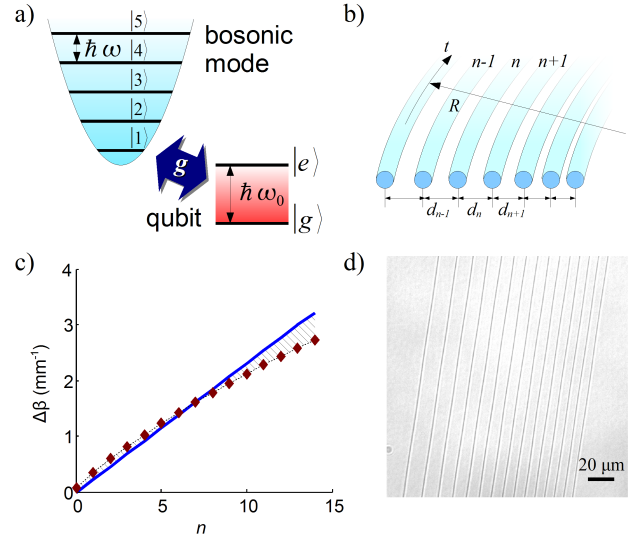 a)
|5⟩
ħω
|4⟩
bosonic
mode
|3⟩
|2⟩
|1⟩
g
|e⟩
qubit
ħω₀
|g⟩
b)
t
n-1 n n+1
R
dₙ₋₁ dₙ dₙ₊₁
c)
4
3
2
1
0
Δβ (mm⁻¹)
0 5 10 15
n
d)
20 μm